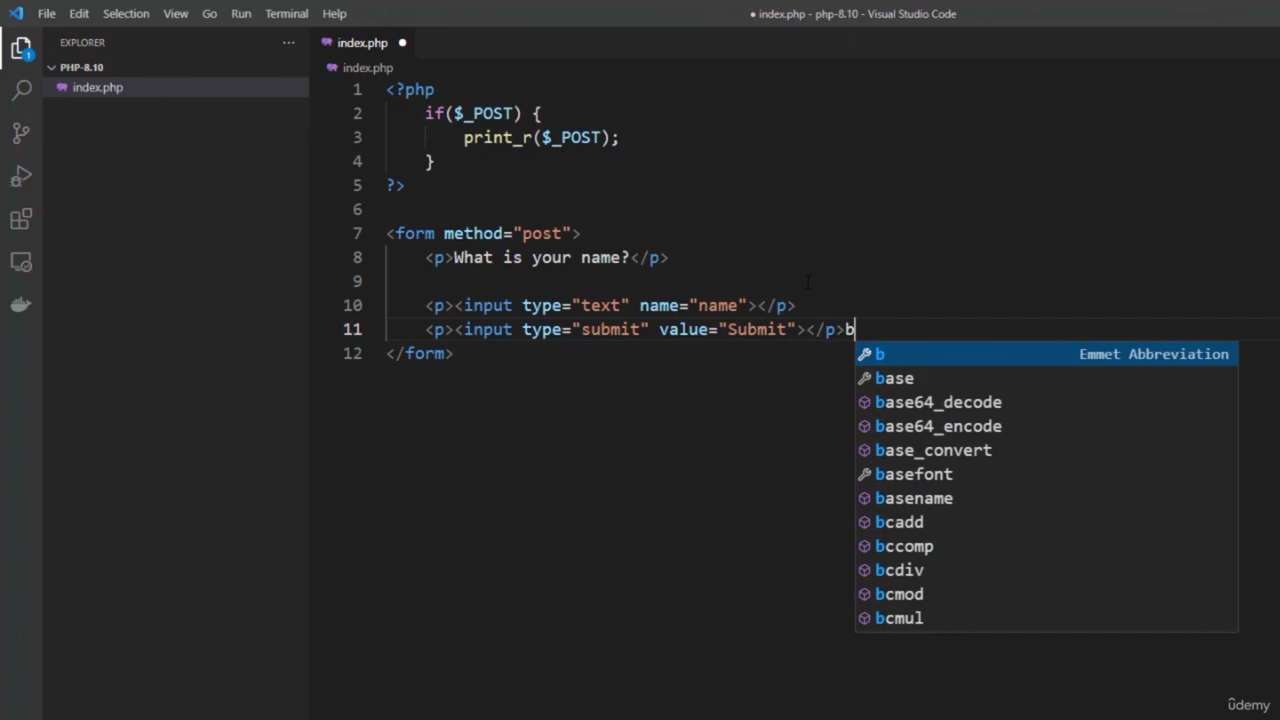 File Edit Selection View Go Run Terminal Help
● index.php - php-8.10 - Visual Studio Code
EXPLORER ···
1
PHP-8.10
index.php
index.php ●
index.php
1 <?php
2 if($_POST) {
3 print_r($_POST);
4 }
5 ?>
6
7 <form method="post">
8 <p>What is your name?</p>
9
10 <p><input type="text" name="name"></p>
11 <p><input type="submit" value="Submit"></p>b
12 </form>
b Emmet Abbreviation
base
base64_decode
base64_encode
base_convert
basefont
basename
bcadd
bccomp
bcdiv
bcmod
bcmul
ûdemy